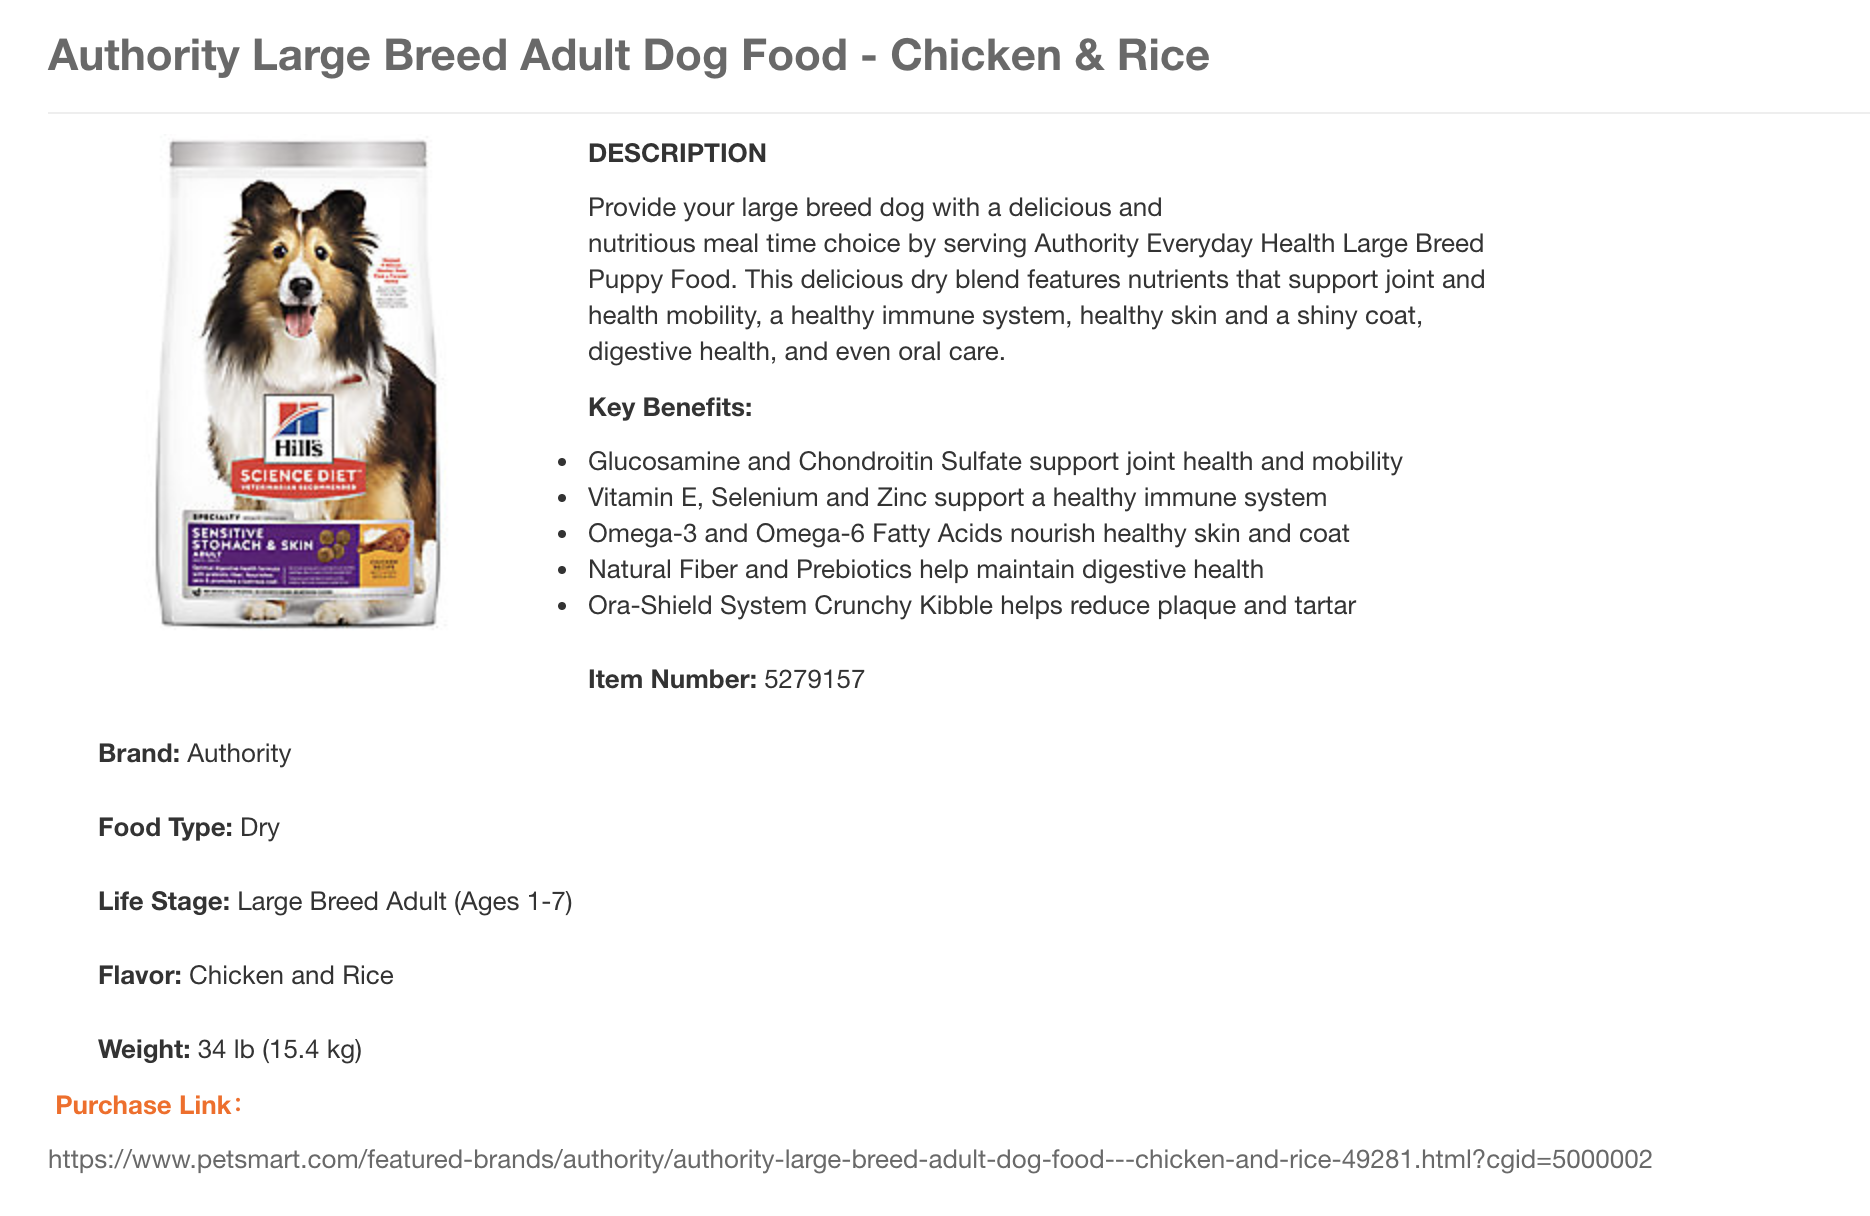 Authority Large Breed Adult Dog Food - Chicken & Rice
Hill's
SCIENCE DIET
VETERINARIAN RECOMMENDED
SPECIALTY
SENSITIVE
STOMACH & SKIN
ADULT
CHICKEN
RECIPE
DESCRIPTION
Provide your large breed dog with a delicious and
nutritious meal time choice by serving Authority Everyday Health Large Breed
Puppy Food. This delicious dry blend features nutrients that support joint and
health mobility, a healthy immune system, healthy skin and a shiny coat,
digestive health, and even oral care.
Key Benefits:
• Glucosamine and Chondroitin Sulfate support joint health and mobility
• Vitamin E, Selenium and Zinc support a healthy immune system
• Omega-3 and Omega-6 Fatty Acids nourish healthy skin and coat
• Natural Fiber and Prebiotics help maintain digestive health
• Ora-Shield System Crunchy Kibble helps reduce plaque and tartar
Item Number: 5279157
Brand: Authority
Food Type: Dry
Life Stage: Large Breed Adult (Ages 1-7)
Flavor: Chicken and Rice
Weight: 34 lb (15.4 kg)
Purchase Link：
https://www.petsmart.com/featured-brands/authority/authority-large-breed-adult-dog-food---chicken-and-rice-49281.html?cgid=5000002